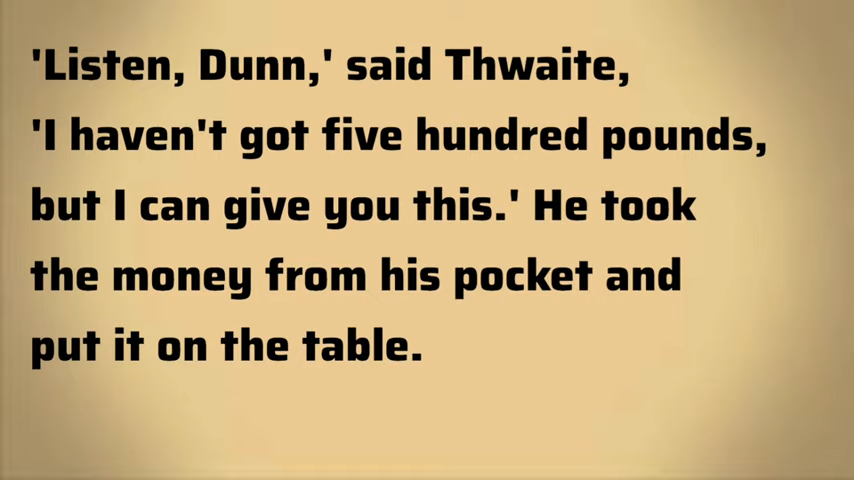 'Listen, Dunn,' said Thwaite,
'I haven't got five hundred pounds,
but I can give you this.' He took
the money from his pocket and
put it on the table.